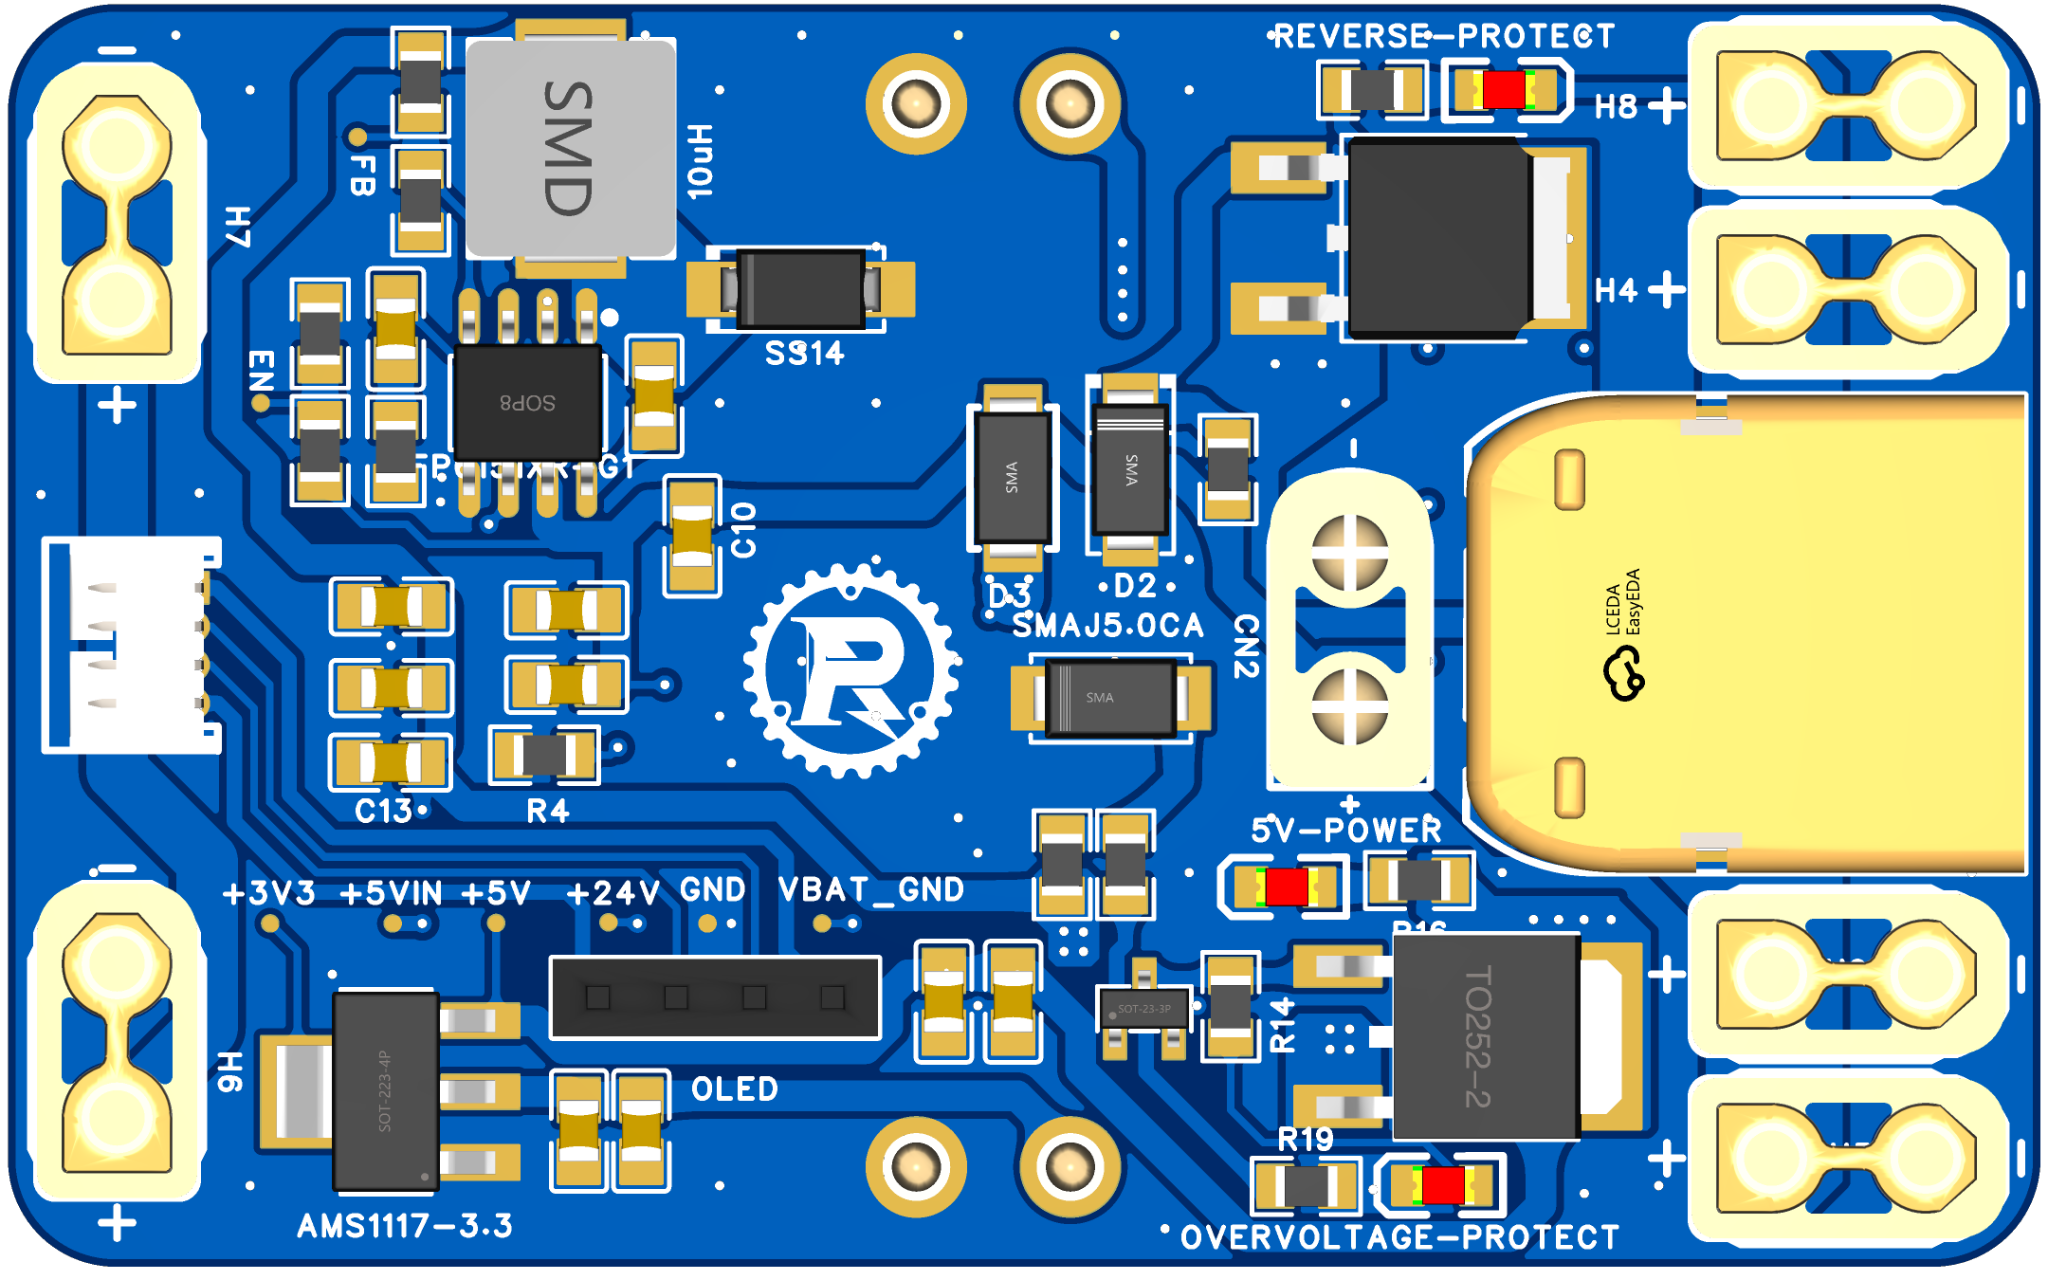 REVERSE-PROTECT
H8
+
−
SMD
10uH
FB
H7
−
+
H4
+
−
SS14
EN
SOP8
C10
SMA
D3
SMA
D2
SMAJ5.0CA
SMA
−
CN2
+
LCEDA
EasyEDA
C13
R4
5V-POWER
+3V3
+5VIN
+5V
+24V
GND
VBAT_GND
R16
−
H6
+
SOT-223-4P
AMS1117-3.3
OLED
SOT-23-3P
R14
TO252-2
R19
OVERVOLTAGE-PROTECT
+
−
+
−